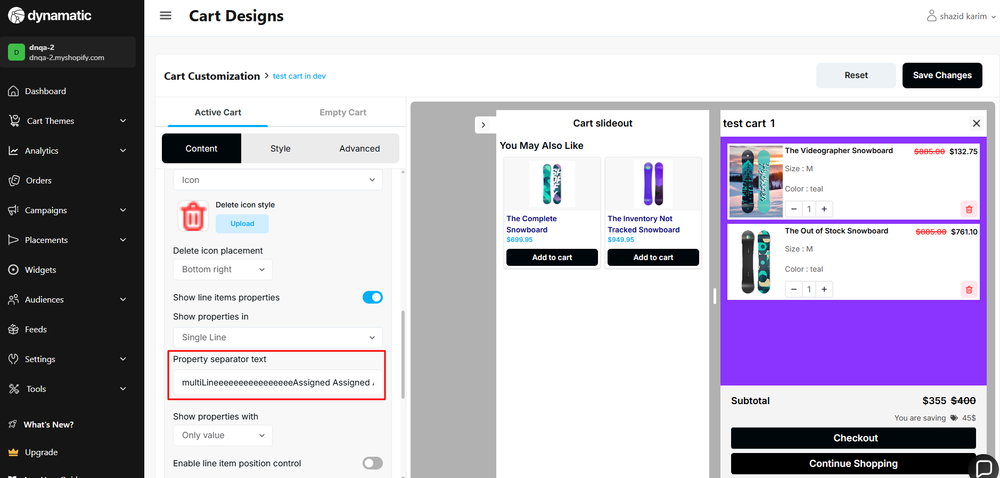 dynamatic
Cart Designs
shazid karim
D
dnqa-2
dnqa-2.myshopify.com
Dashboard
Cart Themes
Analytics
Orders
Campaigns
Placements
Widgets
Audiences
Feeds
Settings
Tools
What's New?
Upgrade
Cart Customization > test cart in dev
Reset
Save Changes
Active Cart
Empty Cart
Content
Style
Advanced
Icon
Delete icon style
Upload
Delete icon placement
Bottom right
Show line items properties
Show properties in
Single Line
Property separator text
multiLineeeeeeeeeeeeeeeeAssigned Assigned
Show properties with
Only value
Enable line item position control
Cart slideout
You May Also Like
The Complete
Snowboard
$699.95
Add to cart
The Inventory Not
Tracked Snowboard
$949.95
Add to cart
test cart 1
Hydrogen
The Videographer Snowboard
$885.00 $132.75
Size : M
Color : teal
1
The Out of Stock Snowboard
$885.00 $761.10
Size : M
Color : teal
1
Subtotal
$355 $400
You are saving 45$
Checkout
Continue Shopping